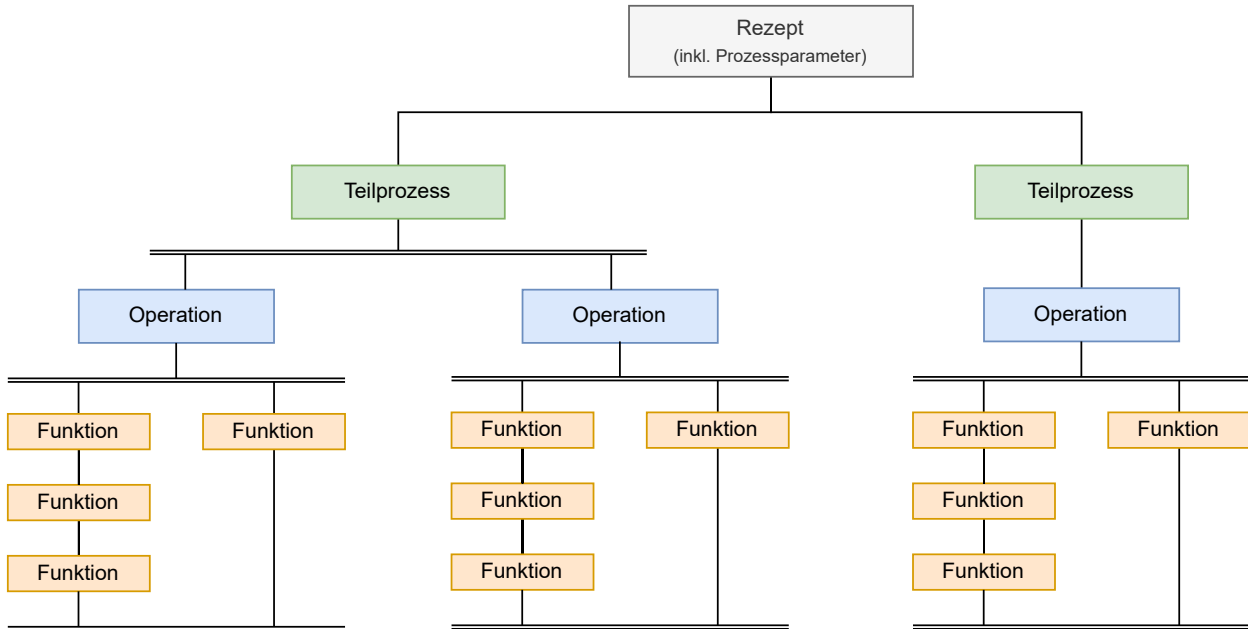 Rezept
(inkl. Prozessparameter)
Teilprozess
Teilprozess
Operation
Operation
Operation
Funktion
Funktion
Funktion
Funktion
Funktion
Funktion
Funktion
Funktion
Funktion
Funktion
Funktion
Funktion